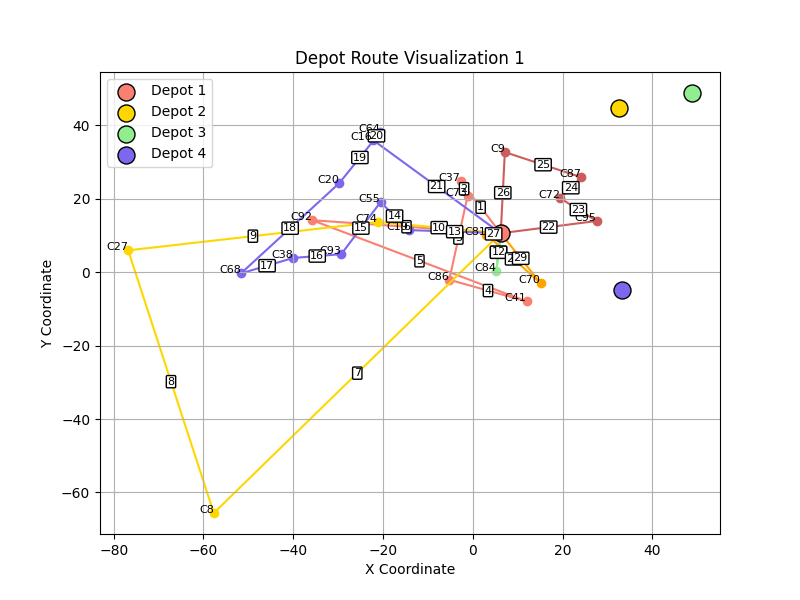 Depot Route Visualization 1
Depot 1
Depot 2
Depot 3
Depot 4
Y Coordinate
40
20
0
−20
−40
−60
−80
−60
−40
−20
0
20
40
X Coordinate
C64
C16
20
C9
19
25
C20
21
C37
C87
24
2
26
C72
C55
1
23
C92
14
C95
C74
18
15
10
13
C81
27
22
9
C27
C93
16
C38
17
C68
5
12
29
C84
C86
C70
4
C41
7
8
C8